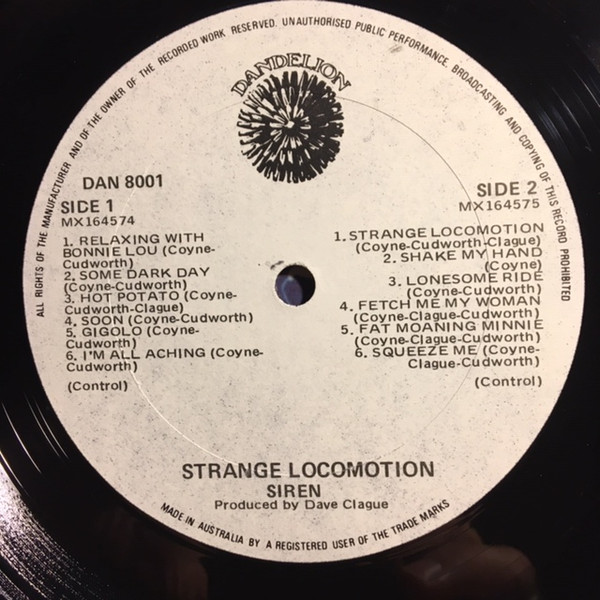 ALL RIGHTS OF THE MANUFACTURER AND OF THE OWNER OF THE RECORDED WORK RESERVED. UNAUTHORISED PUBLIC PERFORMANCE, BROADCASTING AND COPYING OF THIS RECORD PROHIBITED
DANDELION
DAN 8001
SIDE 1
MX164574
1. RELAXING WITH
BONNIE LOU (Coyne-
Cudworth)
2. SOME DARK DAY
(Coyne-Cudworth)
3. HOT POTATO (Coyne-
Cudworth-Clague)
4. SOON (Coyne-Cudworth)
5. GIGOLO (Coyne-
Cudworth)
6. I'M ALL ACHING (Coyne-
Cudworth)
(Control)
SIDE 2
MX164575
1. STRANGE LOCOMOTION
(Coyne-Cudworth-Clague)
2. SHAKE MY HAND
(Coyne)
3. LONESOME RIDE
(Coyne-Cudworth)
4. FETCH ME MY WOMAN
(Coyne-Clague-Cudworth)
5. FAT MOANING MINNIE
6. SQUEEZE ME (Coyne-
Clague-Cudworth)
(Control)
STRANGE LOCOMOTION
SIREN
Produced by Dave Clague
MADE IN AUSTRALIA BY A REGISTERED USER OF THE TRADE MARKS